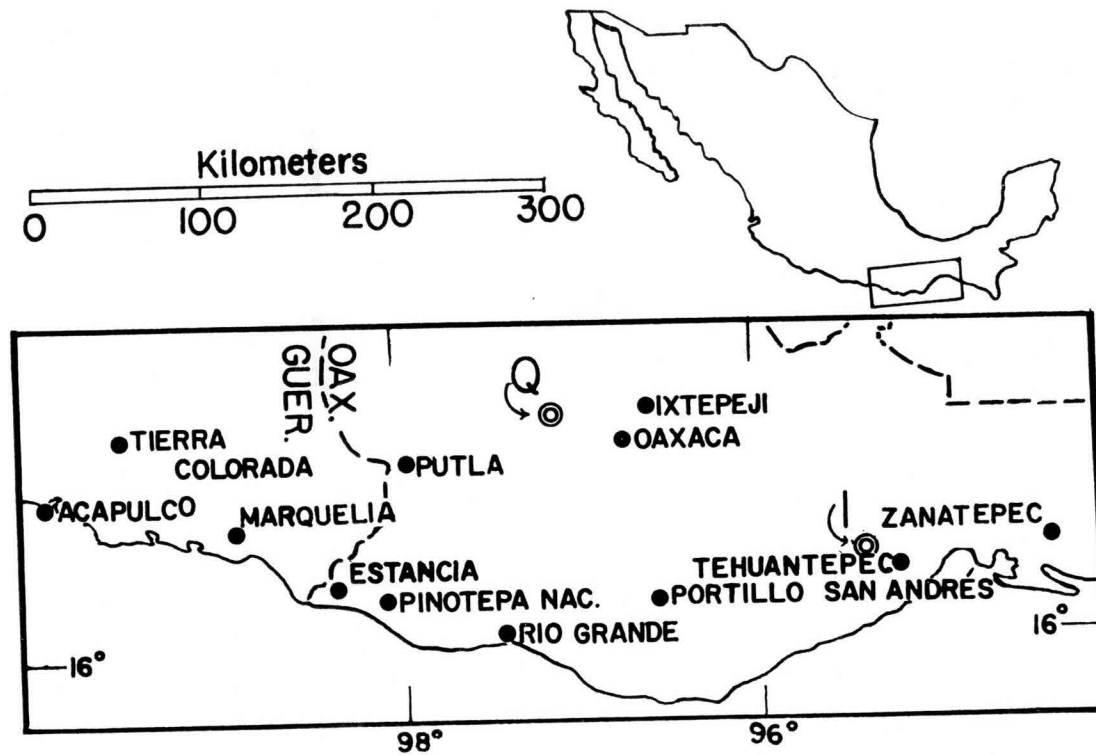 Kilometers
0 100 200 300
OAX.
GUER.
Q
IXTEPEJI
OAXACA
TIERRA
COLORADA
PUTLA
ACAPULCO
MARQUELIA
I
ZANATEPEC
TEHUANTEPEC
ESTANCIA
PINOTEPA NAC.
PORTILLO SAN ANDRÉS
RIO GRANDE
16°
16°
98°
96°